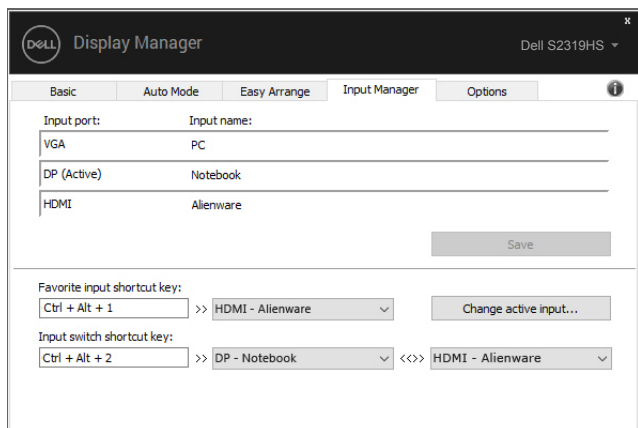 x
DELL Display Manager Dell S2319HS
Basic Auto Mode Easy Arrange Input Manager Options i
Input port: Input name:
VGA PC
DP (Active) Notebook
HDMI Alienware
Save
Favorite input shortcut key:
Ctrl + Alt + 1 >> HDMI - Alienware Change active input...
Input switch shortcut key:
Ctrl + Alt + 2 >> DP - Notebook <<>> HDMI - Alienware